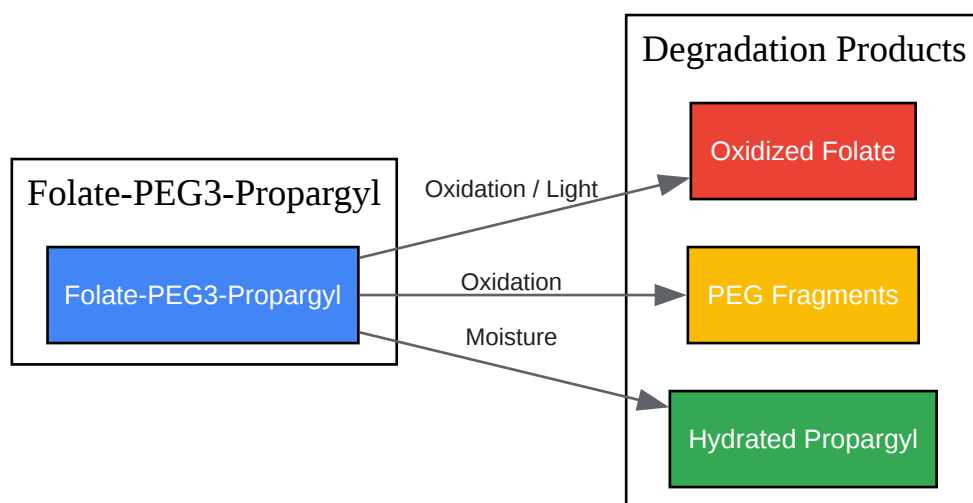 Degradation Products
Oxidized Folate
Folate-PEG3-Propargyl
Oxidation / Light
Folate-PEG3-Propargyl
Oxidation
PEG Fragments
Moisture
Hydrated Propargyl